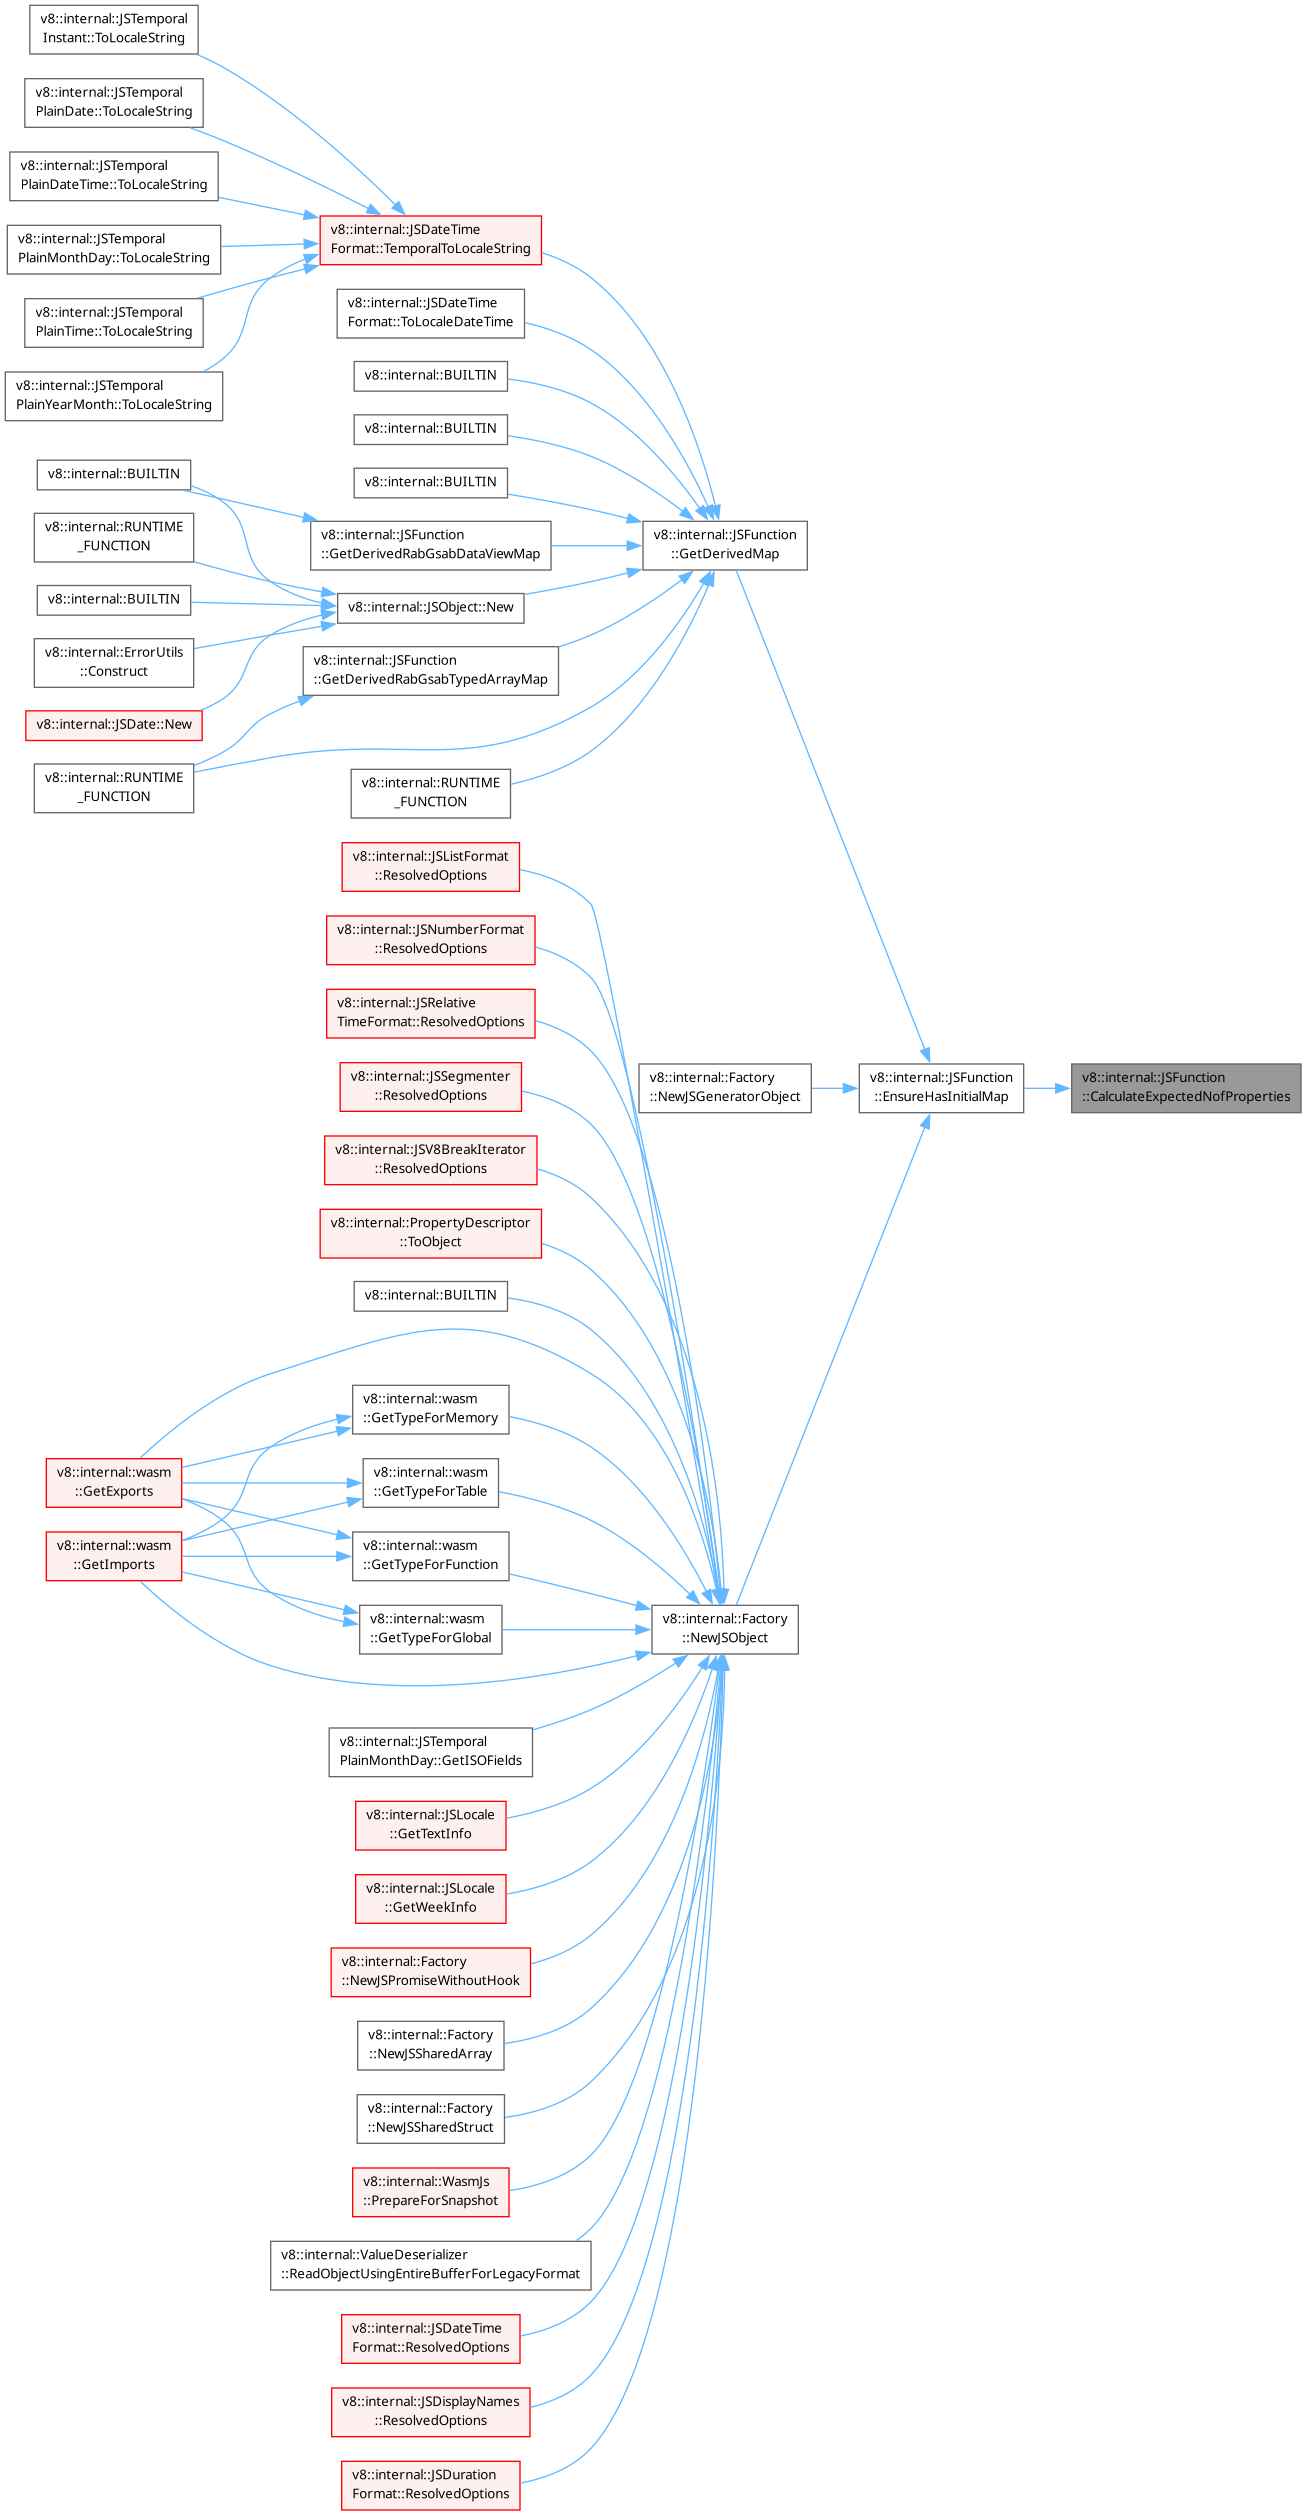 v8::internal::JSTemporal
Instant::ToLocaleString
v8::internal::JSTemporal
PlainDate::ToLocaleString
v8::internal::JSTemporal
PlainDateTime::ToLocaleString
v8::internal::JSTemporal
PlainMonthDay::ToLocaleString
v8::internal::JSTemporal
PlainTime::ToLocaleString
v8::internal::JSTemporal
PlainYearMonth::ToLocaleString
v8::internal::BUILTIN
v8::internal::RUNTIME
_FUNCTION
v8::internal::BUILTIN
v8::internal::ErrorUtils
::Construct
v8::internal::JSDate::New
v8::internal::RUNTIME
_FUNCTION
v8::internal::wasm
::GetExports
v8::internal::wasm
::GetImports
v8::internal::JSDateTime
Format::TemporalToLocaleString
v8::internal::JSDateTime
Format::ToLocaleDateTime
v8::internal::BUILTIN
v8::internal::BUILTIN
v8::internal::BUILTIN
v8::internal::JSFunction
::GetDerivedRabGsabDataViewMap
v8::internal::JSObject::New
v8::internal::JSFunction
::GetDerivedRabGsabTypedArrayMap
v8::internal::RUNTIME
_FUNCTION
v8::internal::JSListFormat
::ResolvedOptions
v8::internal::JSNumberFormat
::ResolvedOptions
v8::internal::JSRelative
TimeFormat::ResolvedOptions
v8::internal::JSSegmenter
::ResolvedOptions
v8::internal::JSV8BreakIterator
::ResolvedOptions
v8::internal::PropertyDescriptor
::ToObject
v8::internal::BUILTIN
v8::internal::wasm
::GetTypeForMemory
v8::internal::wasm
::GetTypeForTable
v8::internal::wasm
::GetTypeForFunction
v8::internal::wasm
::GetTypeForGlobal
v8::internal::JSTemporal
PlainMonthDay::GetISOFields
v8::internal::JSLocale
::GetTextInfo
v8::internal::JSLocale
::GetWeekInfo
v8::internal::Factory
::NewJSPromiseWithoutHook
v8::internal::Factory
::NewJSSharedArray
v8::internal::Factory
::NewJSSharedStruct
v8::internal::WasmJs
::PrepareForSnapshot
v8::internal::ValueDeserializer
::ReadObjectUsingEntireBufferForLegacyFormat
v8::internal::JSDateTime
Format::ResolvedOptions
v8::internal::JSDisplayNames
::ResolvedOptions
v8::internal::JSDuration
Format::ResolvedOptions
v8::internal::JSFunction
::GetDerivedMap
v8::internal::Factory
::NewJSGeneratorObject
v8::internal::Factory
::NewJSObject
v8::internal::JSFunction
::EnsureHasInitialMap
v8::internal::JSFunction
::CalculateExpectedNofProperties